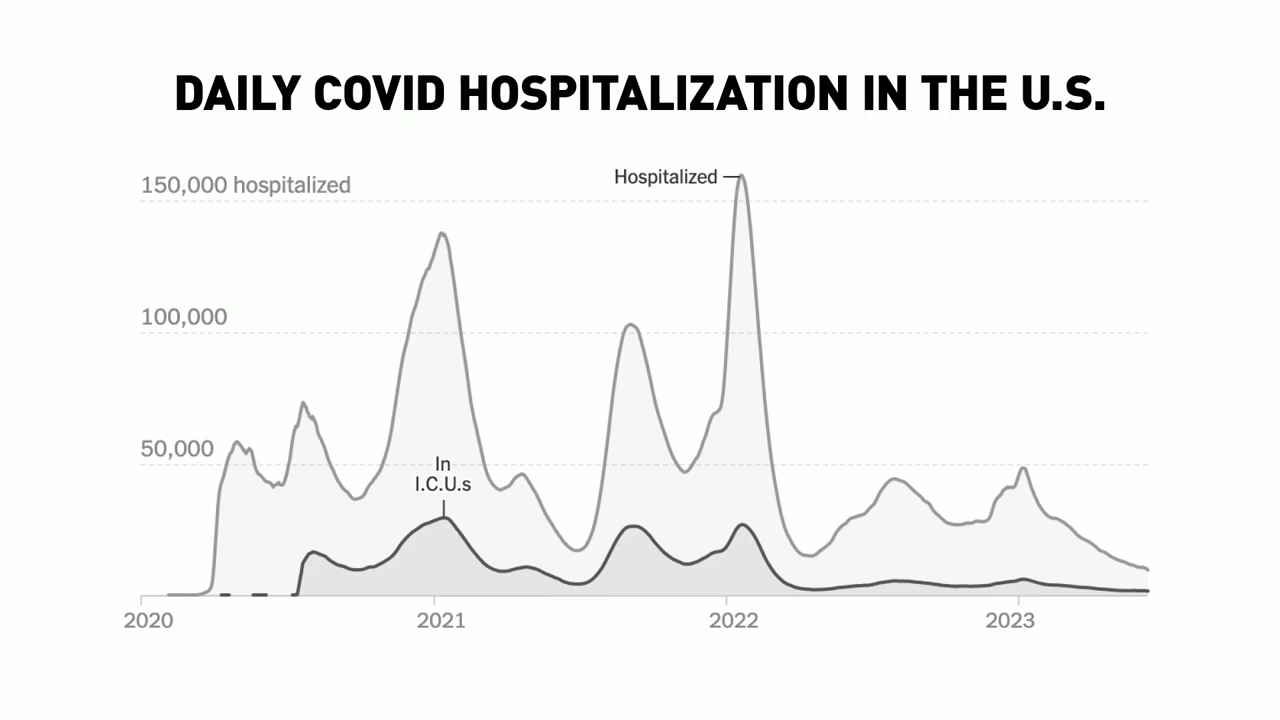 DAILY COVID HOSPITALIZATION IN THE U.S.
Hospitalized
150,000 hospitalized
100,000
50,000
In
I.C.U.s
2020
2021
2022
2023